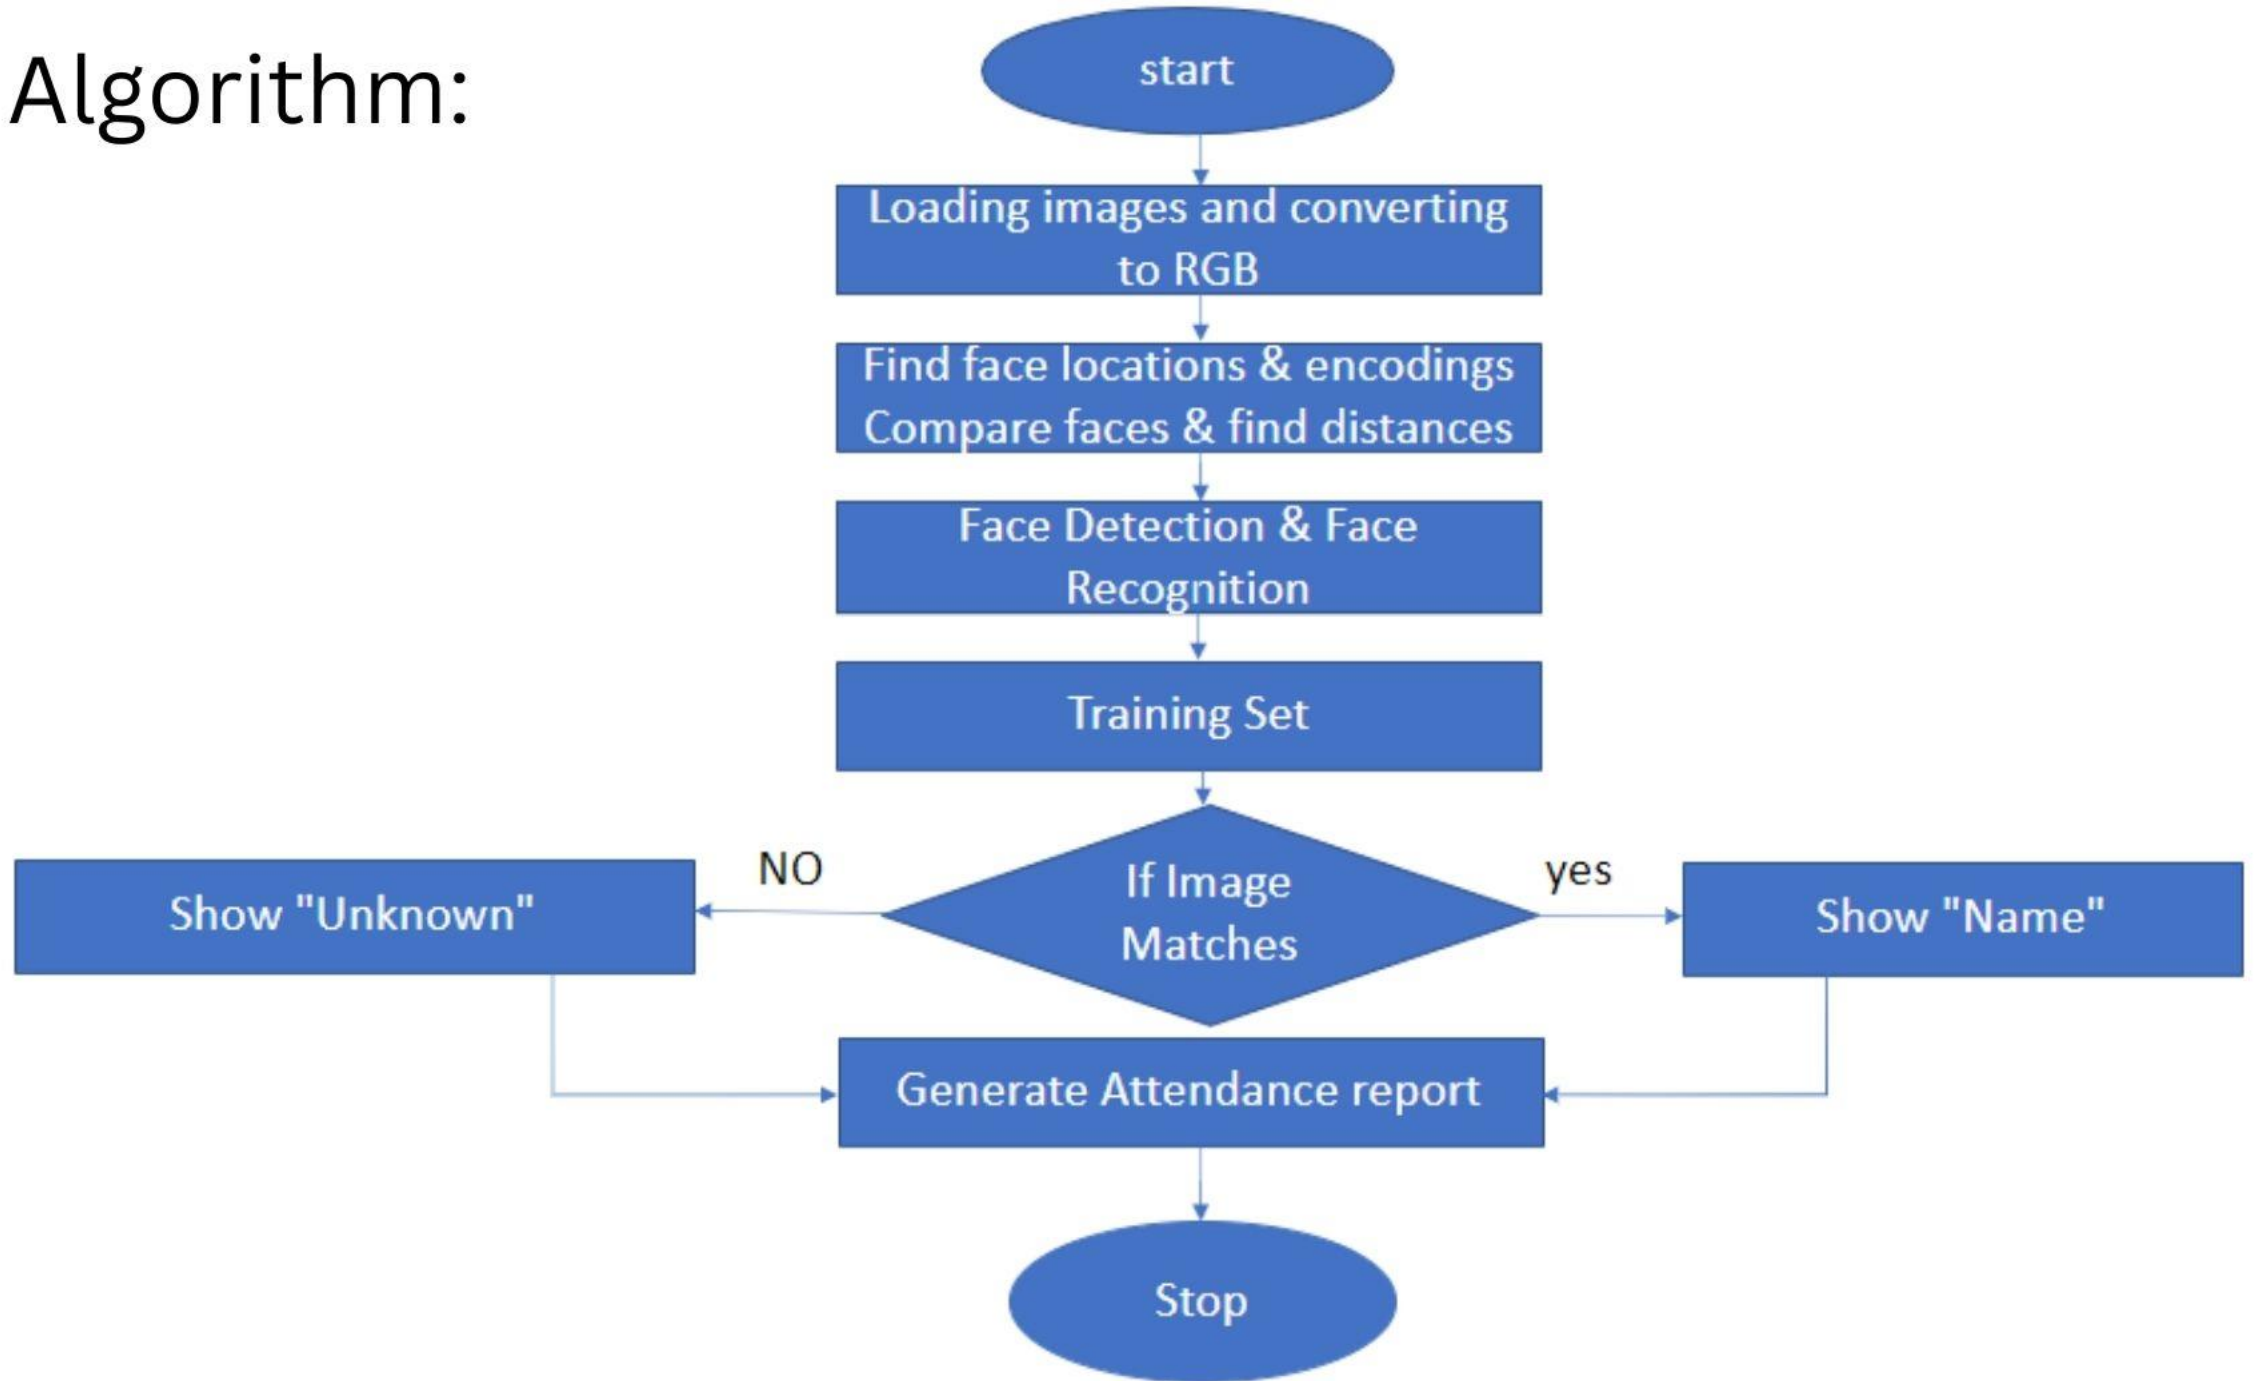 Algorithm:
start
Loading images and converting
to RGB
Find face locations & encodings
Compare faces & find distances
Face Detection & Face
Recognition
Training Set
If Image
Matches
NO
yes
Show "Unknown"
Show "Name"
Generate Attendance report
Stop